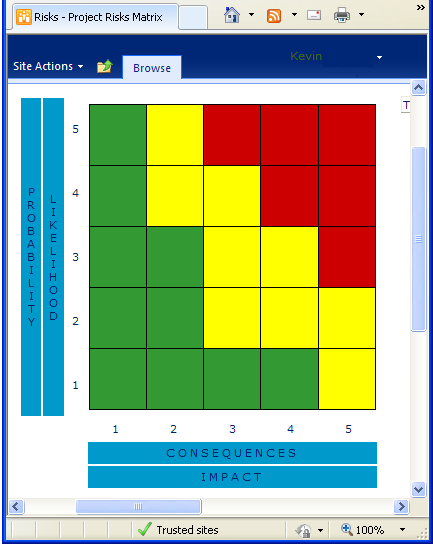 Risks - Project Risks Matrix
»
Site Actions
Browse
Kevin
T
PROBABILITY
LIKELIHOOD
5
4
3
2
1
1 2 3 4 5
CONSEQUENCES
IMPACT
Trusted sites
100%